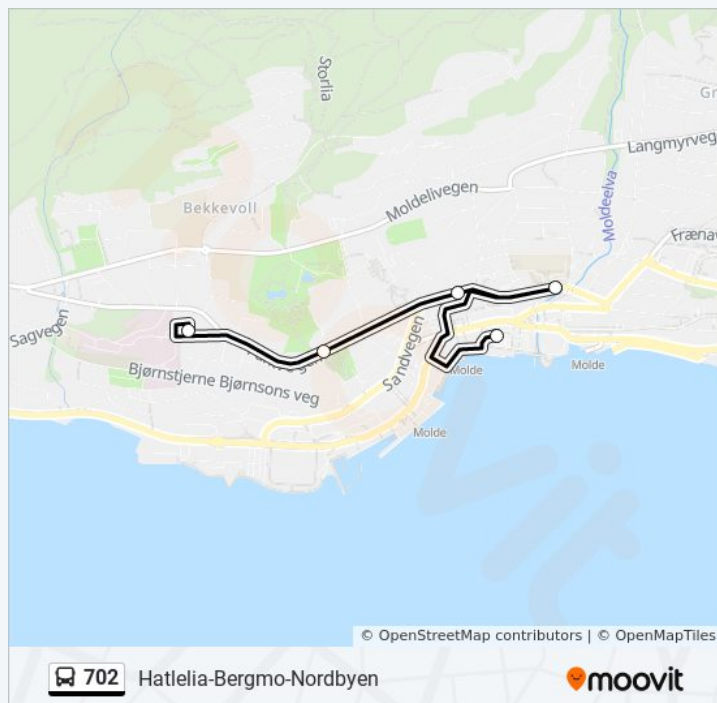 Storlia
Gr
Langmyrveg
Bekkevoll
Moldelivegen
Moldeelva
Frænav
Sagvegen
Sandvegen
Bjørnstjerne Bjørnsons veg
Molde
Molde
Molde
© OpenStreetMap contributors | © OpenMapTiles
702 Hatlelia-Bergmo-Nordbyen
moovit